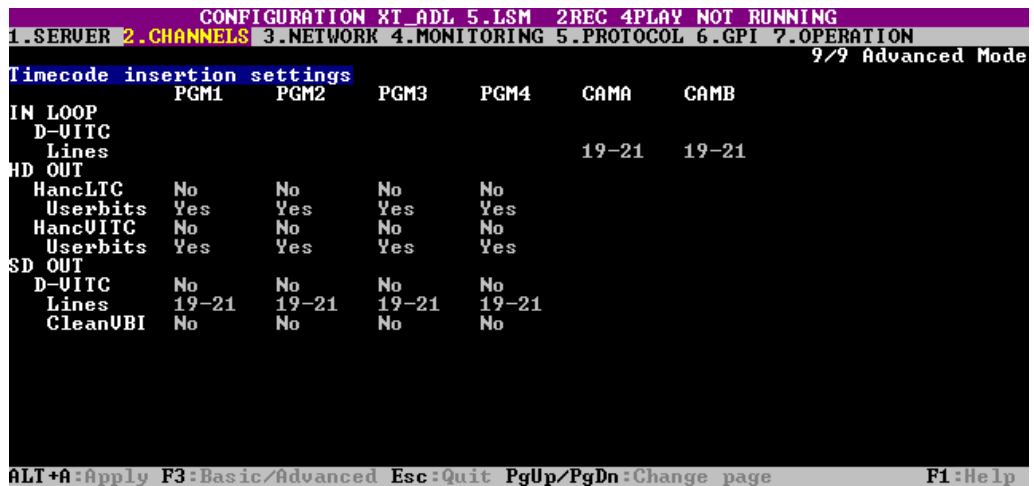 CONFIGURATION XT_ADL 5.LSM 2REC 4PLAY NOT RUNNING
1.SERVER 2.CHANNELS 3.NETWORK 4.MONITORING 5.PROTOCOL 6.GPI 7.OPERATION
9/9 Advanced Mode
Timecode insertion settings
PGM1 PGM2 PGM3 PGM4 CAMA CAMB
IN LOOP
D-VITC
Lines 19-21 19-21
HD OUT
HancLTC No No No No
Userbits Yes Yes Yes Yes
HancVITC No No No No
Userbits Yes Yes Yes Yes
SD OUT
D-VITC No No No No
Lines 19-21 19-21 19-21 19-21
CleanVBI No No No No
ALT+A:Apply F3:Basic/Advanced Esc:Quit PgUp/PgDn:Change page F1:Help